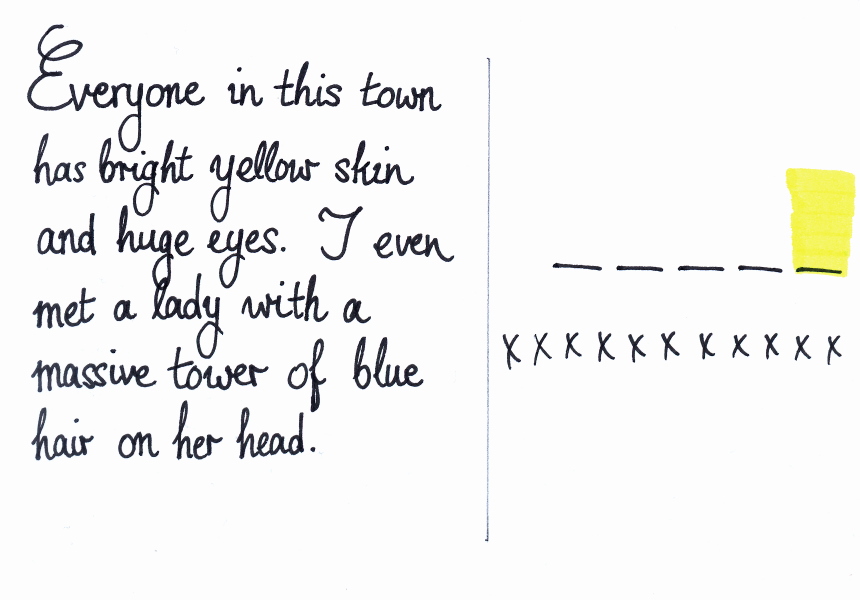 Everyone in this town
has bright yellow skin
and huge eyes. I even
met a lady with a
massive tower of blue
hair on her head.
_ _ _ _ _
x x x x x x x x x x x